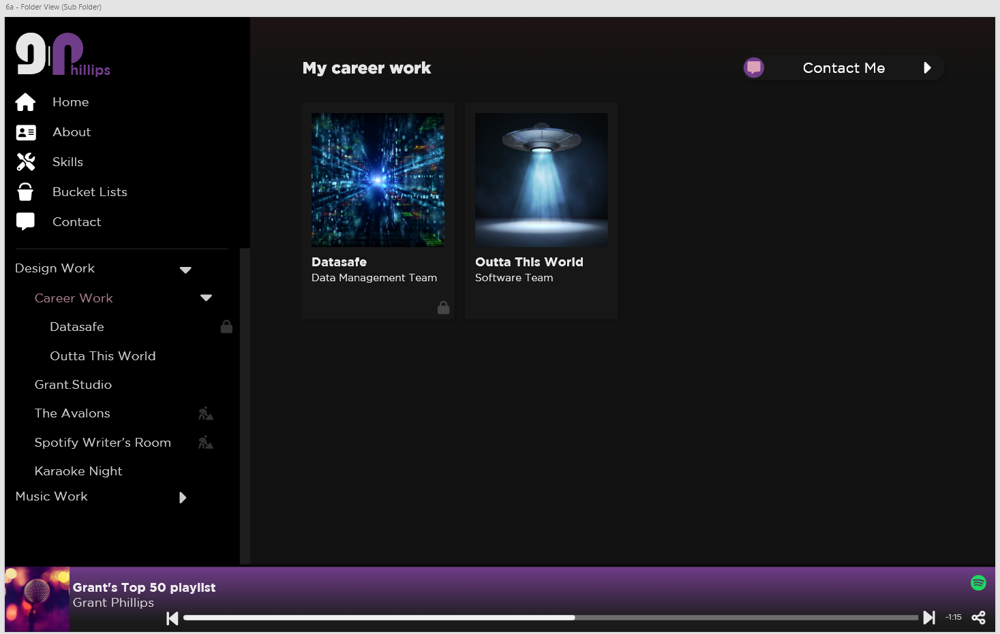 6a - Folder View (Sub Folder)
g|P
hillips
Home
About
Skills
Bucket Lists
Contact
Design Work
Career Work
Datasafe
Outta This World
Grant.Studio
The Avalons
Spotify Writer’s Room
Karaoke Night
Music Work
My career work
Contact Me
Datasafe
Data Management Team
Outta This World
Software Team
Grant's Top 50 playlist
Grant Phillips
-1:15